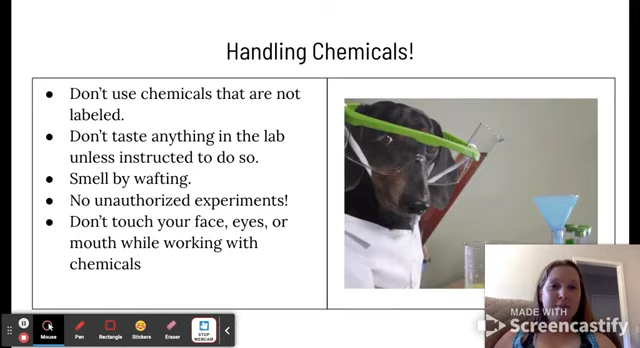 Handling Chemicals!
● Don't use chemicals that are not
labeled.
● Don't taste anything in the lab
unless instructed to do so.
● Smell by wafting.
● No unauthorized experiments!
● Don't touch your face, eyes, or
mouth while working with
chemicals
MADE WITH
Screencastify
Mouse
Pen
Rectangle
Stickers
Eraser
STOP
WEBCAM